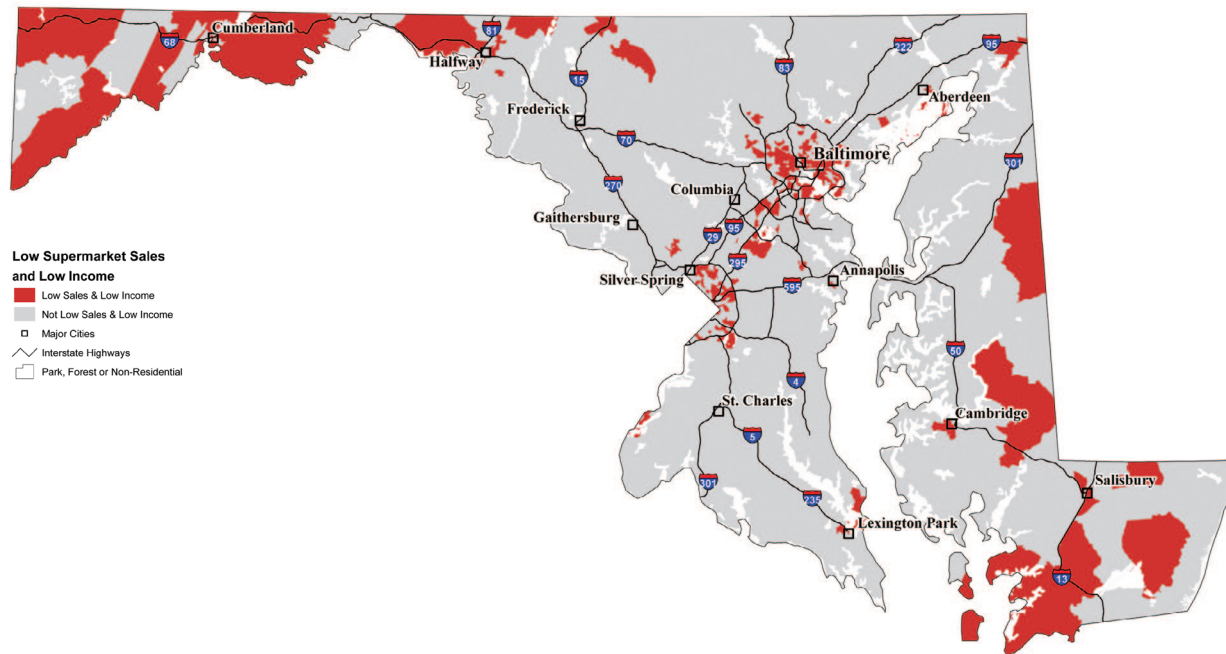 Cumberland
68
81
Halfway
15
Frederick
70
270
83
222
95
Aberdeen
Baltimore
301
Columbia
Gaithersburg
29
95
295
Silver Spring
595
Annapolis
50
4
St. Charles
5
301
235
Lexington Park
Cambridge
Salisbury
13
Low Supermarket Sales
and Low Income
Low Sales & Low Income
Not Low Sales & Low Income
Major Cities
Interstate Highways
Park, Forest or Non-Residential